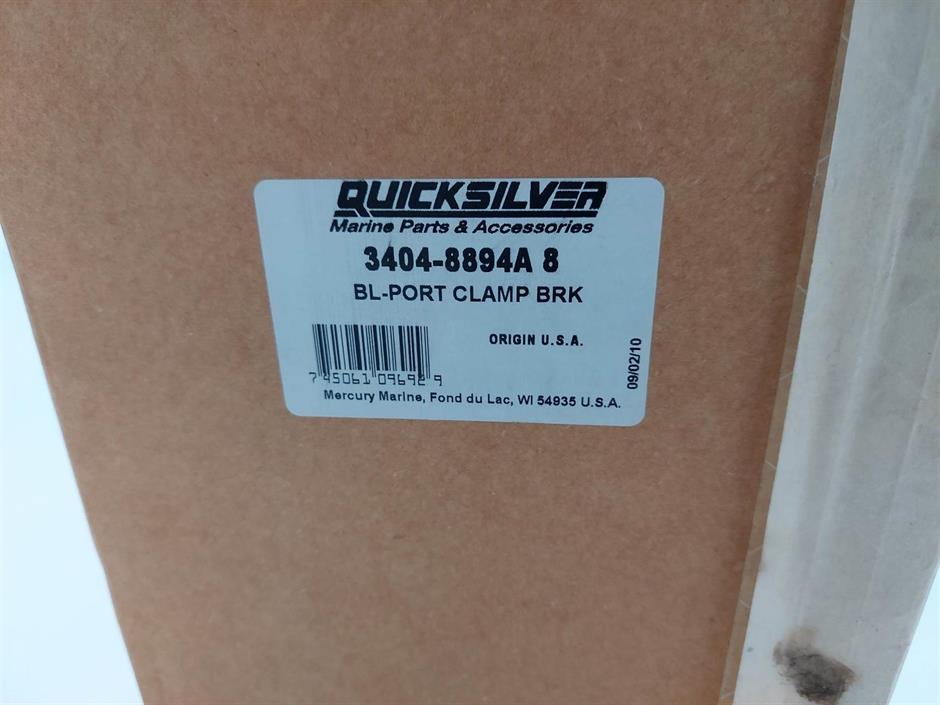 QUICKSILVER
Marine Parts & Accessories
3404-8894A 8
BL-PORT CLAMP BRK
ORIGIN U.S.A.
7 45061 09692 9
09/02/10
Mercury Marine, Fond du Lac, WI 54935 U.S.A.